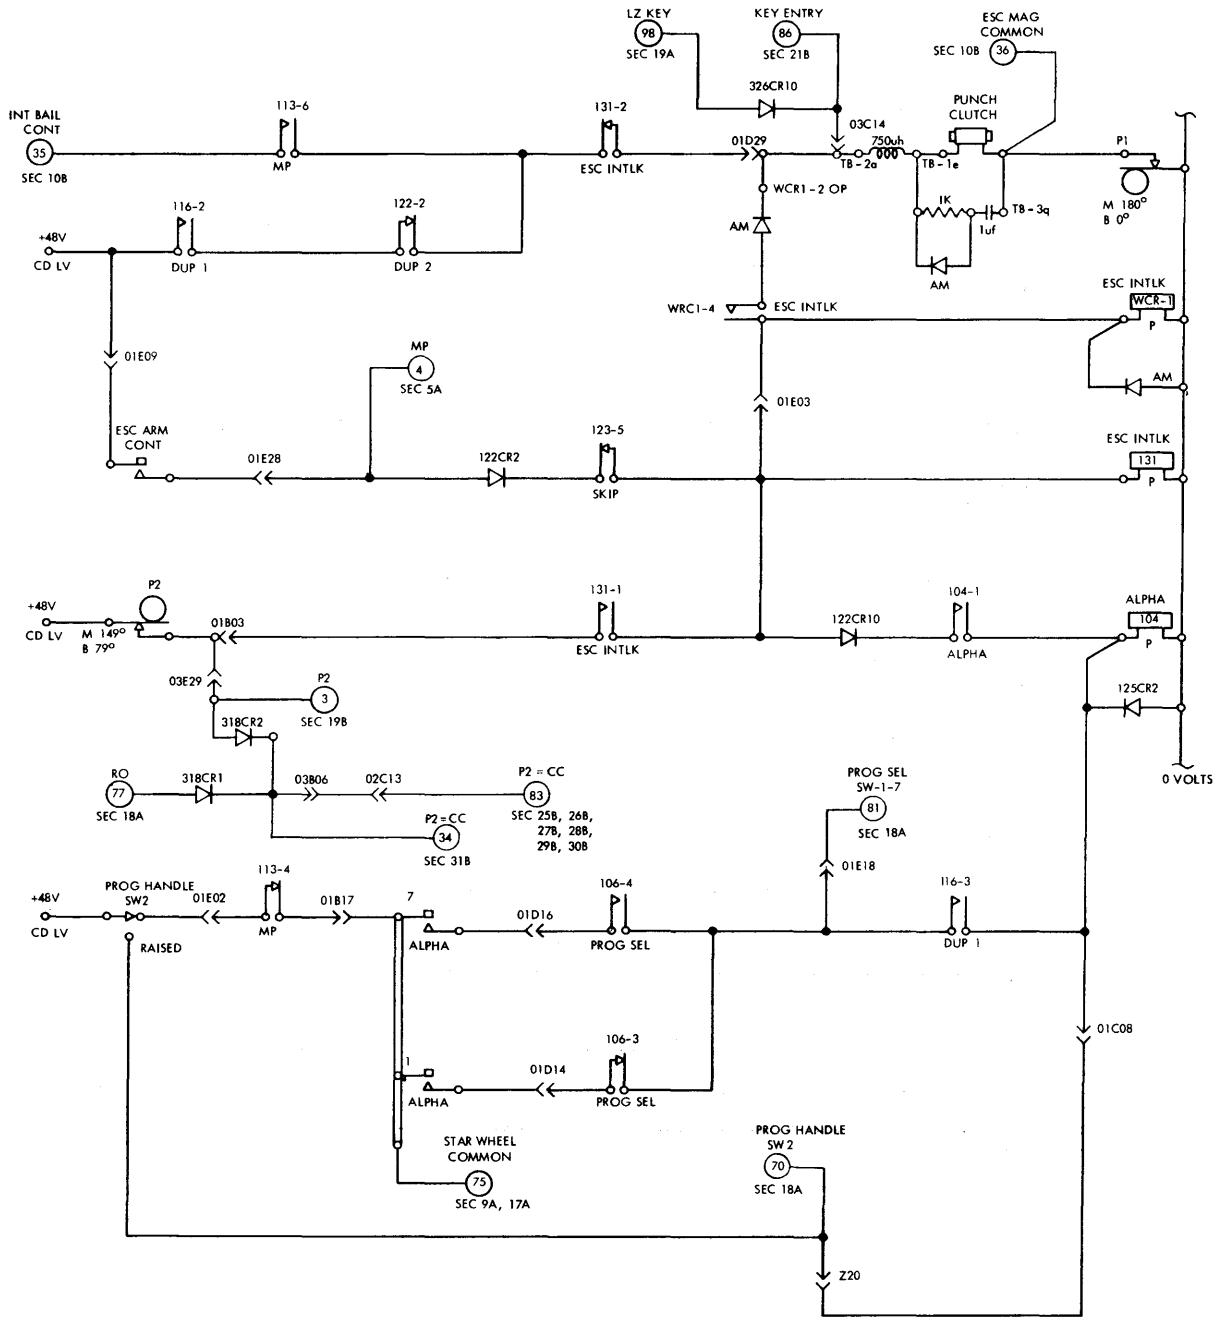 LZ KEY
98
SEC 19A
KEY ENTRY
86
SEC 21B
ESC MAG
COMMON
SEC 10B
36
326CR10
INT BAIL
CONT
35
SEC 10B
113-6
MP
131-2
ESC INTLK
01D29
03C14
TB-2a
750uh
TB-1e
PUNCH
CLUTCH
P1
M 180°
B 0°
WCR1-2 OP
1K
1uf
TB-3q
AM
AM
+48V
CD LV
116-2
DUP 1
122-2
DUP 2
WRC1-4
ESC INTLK
ESC INTLK
WCR-1
P
AM
01E09
MP
4
SEC 5A
01E03
ESC ARM
CONT
01E28
122CR2
123-5
SKIP
ESC INTLK
131
P
+48V
CD LV
P2
M 149°
B 79°
01B03
131-1
ESC INTLK
122CR10
104-1
ALPHA
ALPHA
104
P
03E29
P2
3
SEC 19B
318CR2
125CR2
0 VOLTS
RO
77
SEC 18A
318CR1
03B06
02C13
P2=CC
83
SEC 25B, 26B,
27B, 28B,
29B, 30B
P2=CC
34
SEC 31B
PROG SEL
SW-1-7
81
SEC 18A
01E18
+48V
CD LV
PROG HANDLE
SW2
RAISED
01E02
113-4
MP
01B17
7
ALPHA
01D16
106-4
PROG SEL
116-3
DUP 1
01C08
1
ALPHA
01D14
106-3
PROG SEL
STAR WHEEL
COMMON
75
SEC 9A, 17A
PROG HANDLE
SW2
70
SEC 18A
Z20